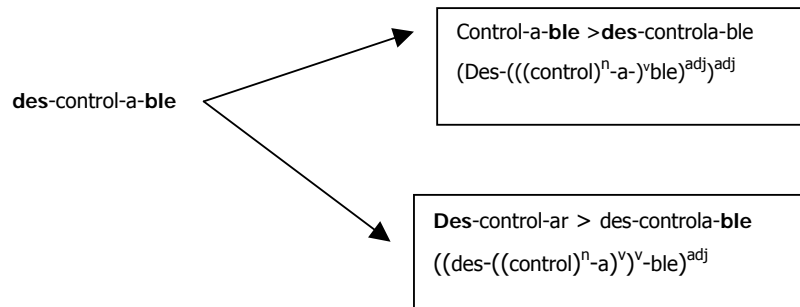 des-control-a-ble
Control-a-ble >des-controla-ble
(Des-(((control)ⁿ-a-)ᵛble)ᵃᵈʲ)ᵃᵈʲ
Des-control-ar > des-controla-ble
((des-((control)ⁿ-a)ᵛ)ᵛ-ble)ᵃᵈʲ